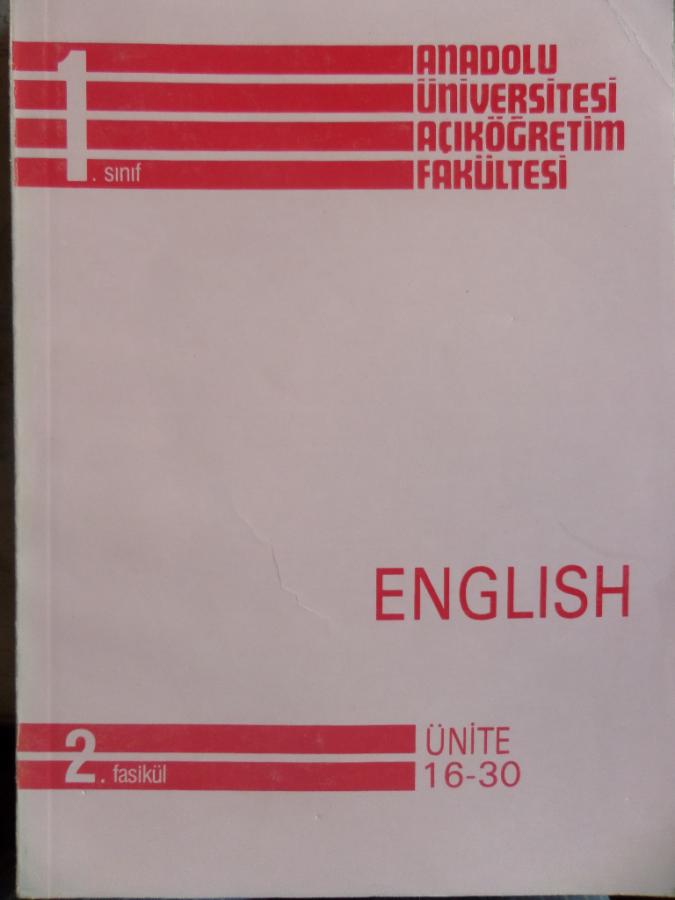 ANADOLU
ÜNİVERSİTESİ
AÇIKÖĞRETİM
FAKÜLTESİ
1. sınıf
ENGLISH
2. fasikül
ÜNİTE
16-30